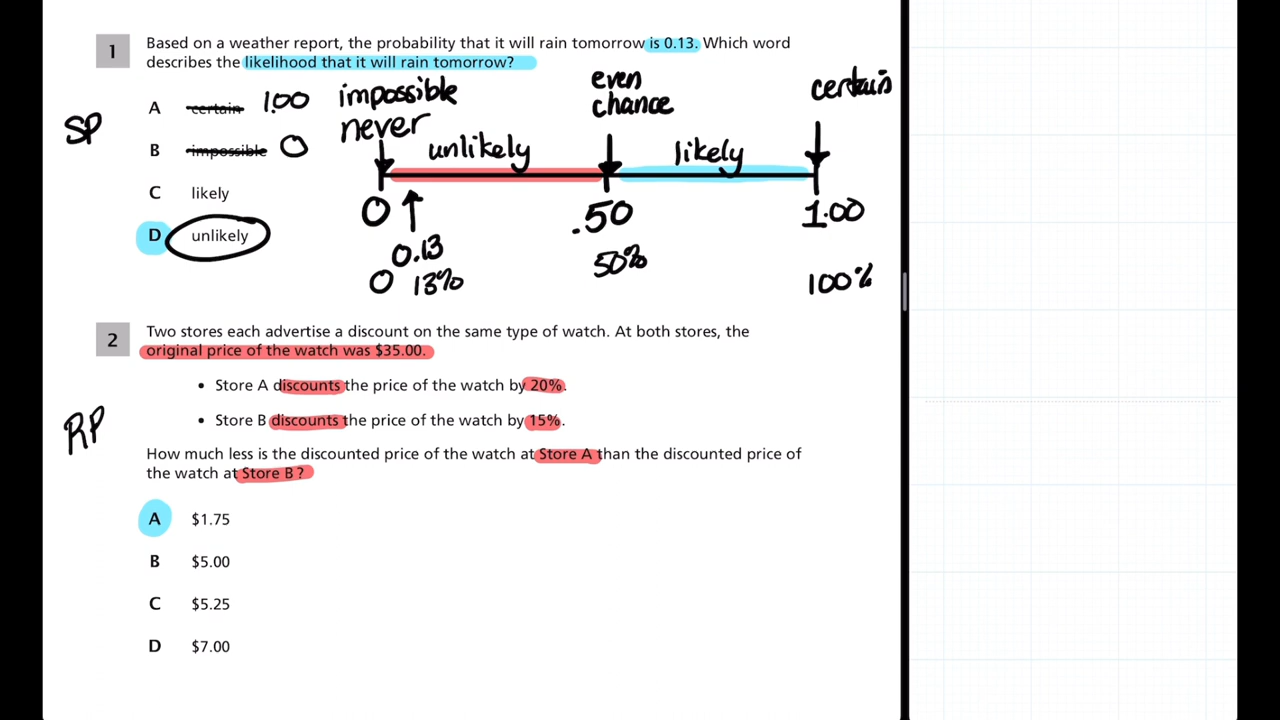 1
Based on a weather report, the probability that it will rain tomorrow is 0.13. Which word
describes the likelihood that it will rain tomorrow?
SP
A certain 1.00
B impossible 0
C likely
D unlikely
impossible
never
unlikely
even
chance
likely
certain
0
.50
1.00
0.13
0 13%
50%
100%
2
Two stores each advertise a discount on the same type of watch. At both stores, the
original price of the watch was $35.00.
• Store A discounts the price of the watch by 20%.
• Store B discounts the price of the watch by 15%.
RP
How much less is the discounted price of the watch at Store A than the discounted price of
the watch at Store B?
A $1.75
B $5.00
C $5.25
D $7.00